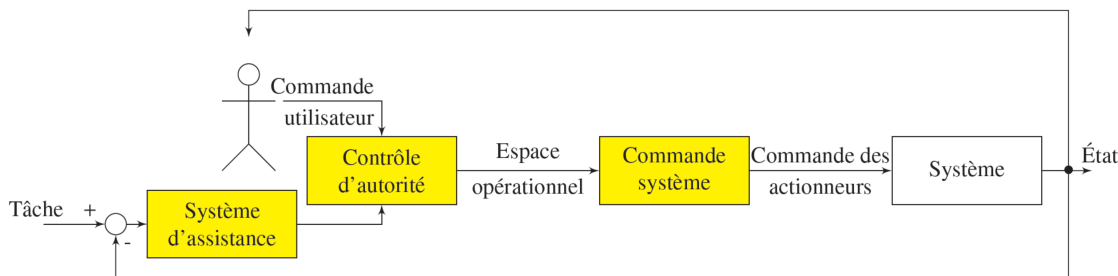 Commande
utilisateur
Contrôle
d'autorité
Espace
opérationnel
Commande
système
Commande des
actionneurs
Système
État
Tâche
+
-
Système
d'assistance